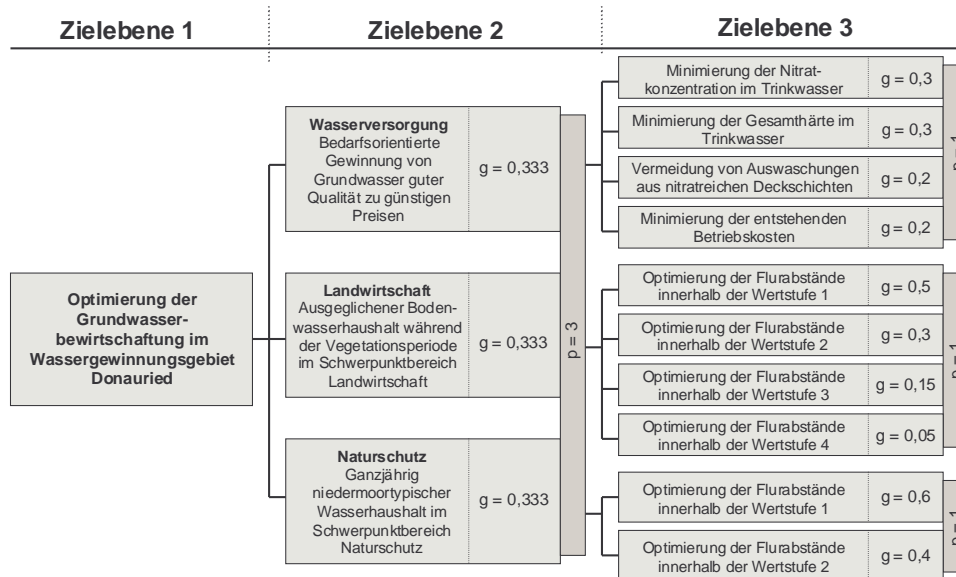 Zielebene 1
Zielebene 2
Zielebene 3
Optimierung der
Grundwasser-
bewirtschaftung im
Wassergewinnungsgebiet
Donauried
Wasserversorgung
Bedarfsorientierte
Gewinnung von
Grundwasser guter
Qualität zu günstigen
Preisen
g = 0,333
Landwirtschaft
Ausgeglichener Boden-
wasserhaushalt während
der Vegetationsperiode
im Schwerpunktbereich
Landwirtschaft
g = 0,333
Naturschutz
Ganzjährig
niedermoortypischer
Wasserhaushalt im
Schwerpunktbereich
Naturschutz
g = 0,333
p = 3
Minimierung der Nitrat-
konzentration im Trinkwasser
g = 0,3
Minimierung der Gesamthärte im
Trinkwasser
g = 0,3
Vermeidung von Auswaschungen
aus nitratreichen Deckschichten
g = 0,2
Minimierung der entstehenden
Betriebskosten
g = 0,2
p = 1
Optimierung der Flurabstände
innerhalb der Wertstufe 1
g = 0,5
Optimierung der Flurabstände
innerhalb der Wertstufe 2
g = 0,3
Optimierung der Flurabstände
innerhalb der Wertstufe 3
g = 0,15
Optimierung der Flurabstände
innerhalb der Wertstufe 4
g = 0,05
p = 1
Optimierung der Flurabstände
innerhalb der Wertstufe 1
g = 0,6
Optimierung der Flurabstände
innerhalb der Wertstufe 2
g = 0,4
p = 1